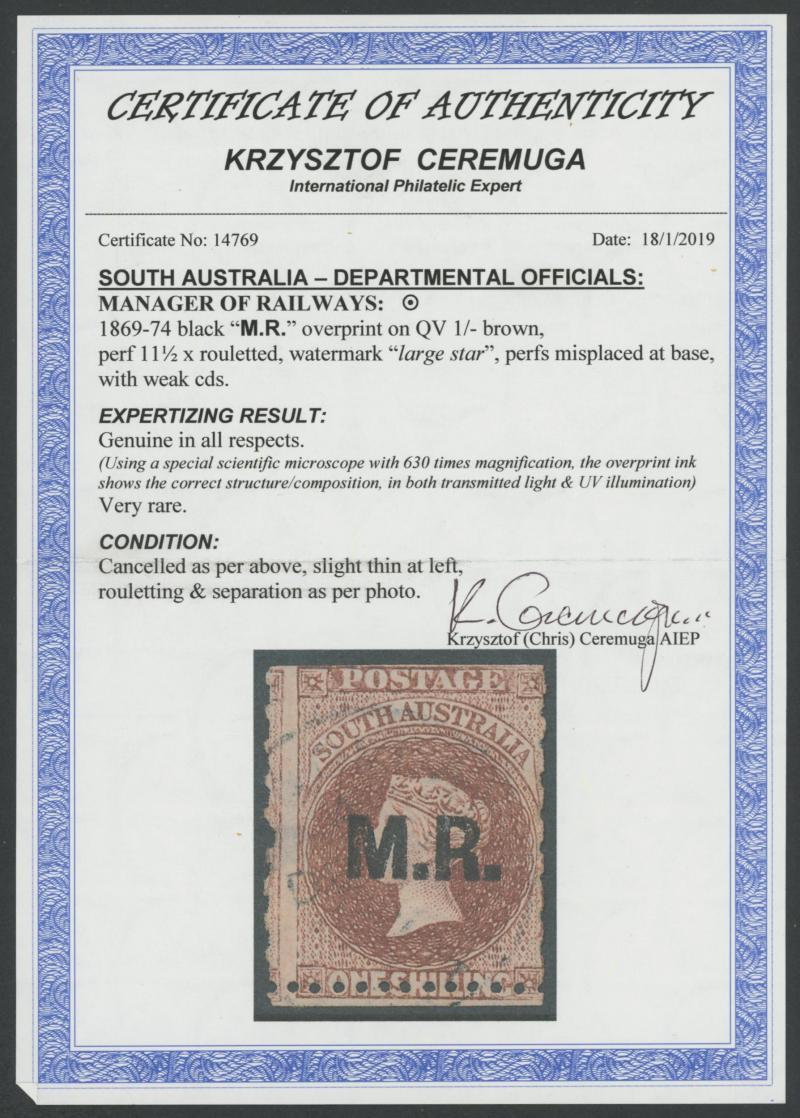 CERTIFICATE OF AUTHENTICITY
KRZYSZTOF CEREMUGA
International Philatelic Expert
Certificate No: 14769 Date: 18/1/2019
SOUTH AUSTRALIA – DEPARTMENTAL OFFICIALS:
MANAGER OF RAILWAYS: ⊙
1869-74 black “M.R.” overprint on QV 1/- brown,
perf 11½ x rouletted, watermark “large star”, perfs misplaced at base,
with weak cds.
EXPERTIZING RESULT:
Genuine in all respects.
(Using a special scientific microscope with 630 times magnification, the overprint ink
shows the correct structure/composition, in both transmitted light & UV illumination)
Very rare.
CONDITION:
Cancelled as per above, slight thin at left,
rouletting & separation as per photo.
K. Ceremuga
Krzysztof (Chris) Ceremuga AIEP
POSTAGE
SOUTH AUSTRALIA
M.R.
ONE SHILLING